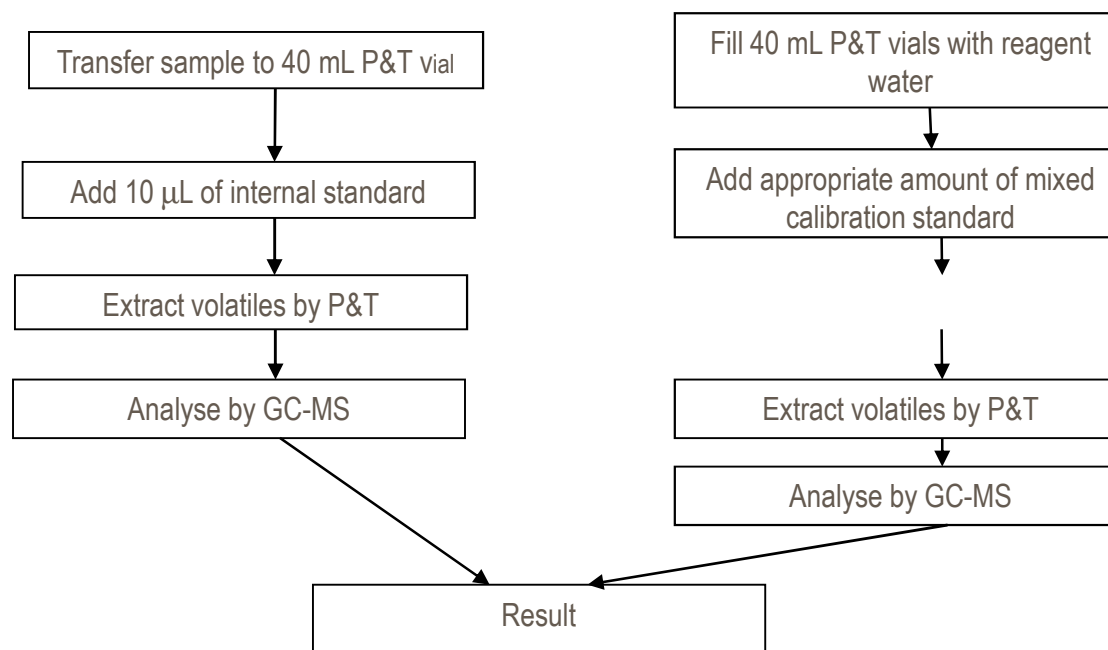 Transfer sample to 40 mL P&T vial
Add 10 μL of internal standard
Extract volatiles by P&T
Analyse by GC-MS
Fill 40 mL P&T vials with reagent
water
Add appropriate amount of mixed
calibration standard
Extract volatiles by P&T
Analyse by GC-MS
Result